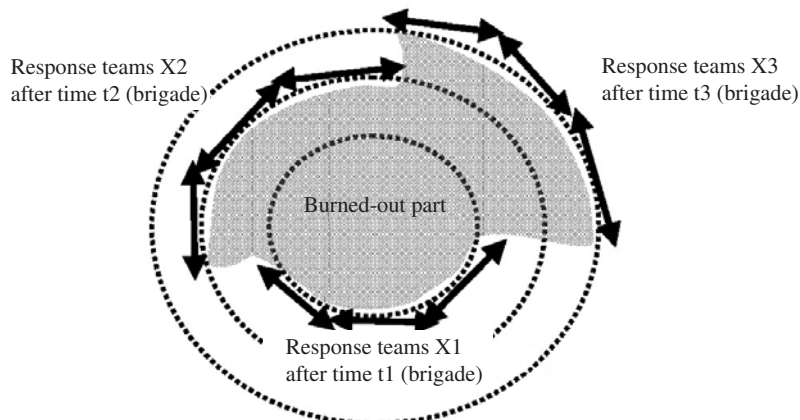 Response teams X2
after time t2 (brigade)
Response teams X3
after time t3 (brigade)
Burned-out part
Response teams X1
after time t1 (brigade)